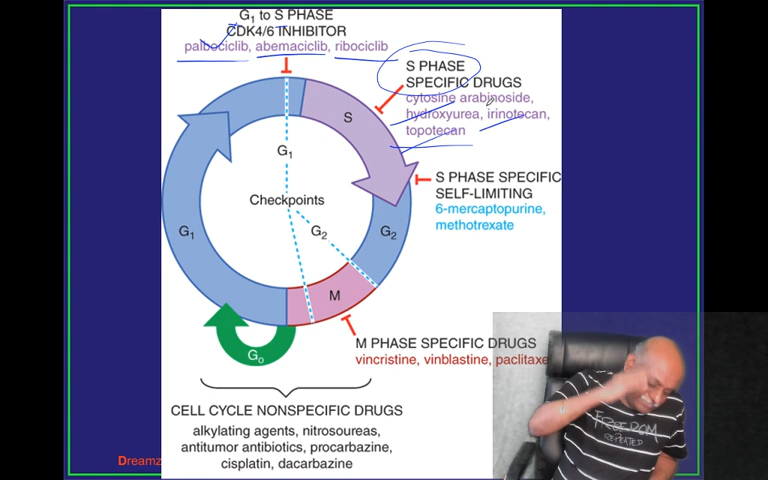 G₁ to S PHASE
CDK4/6 INHIBITOR
palbociclib, abemaciclib, ribociclib
S PHASE
SPECIFIC DRUGS
cytosine arabinoside,
hydroxyurea, irinotecan,
topotecan
S
G₁
S PHASE SPECIFIC
SELF-LIMITING
6-mercaptopurine,
methotrexate
Checkpoints
G₁
G₂
G₂
M
M PHASE SPECIFIC DRUGS
vincristine, vinblastine, paclitaxe
G₀
CELL CYCLE NONSPECIFIC DRUGS
alkylating agents, nitrosoureas,
antitumor antibiotics, procarbazine,
cisplatin, dacarbazine
Dreamz
FREEDOM
REPEATED